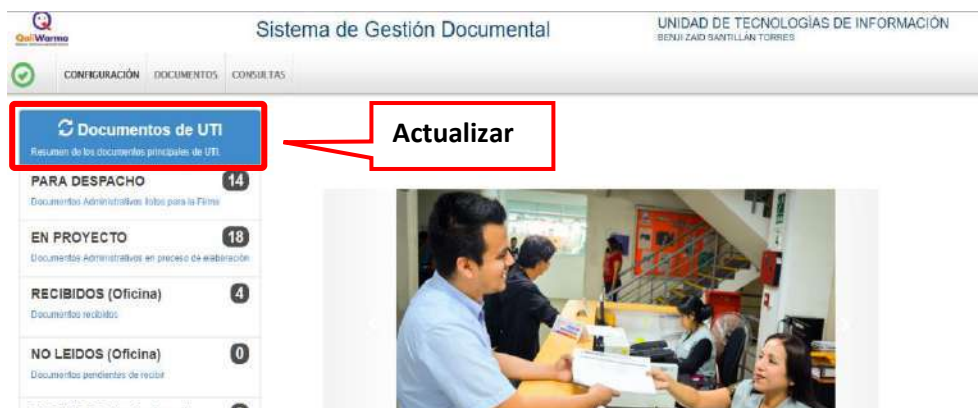 Qali Warma
Sistema de Gestión Documental
UNIDAD DE TECNOLOGÍAS DE INFORMACIÓN
BENJI ZAID SANTILLÁN TORRES
CONFIGURACIÓN DOCUMENTOS CONSULTAS
Documentos de UTI
Resumen de los documentos principales de UTI.
Actualizar
PARA DESPACHO 14
Documentos Administrativos listos para la Firma
EN PROYECTO 18
Documentos Administrativos en proceso de elaboración
RECIBIDOS (Oficina) 4
Documentos recibidos
NO LEIDOS (Oficina) 0
Documentos pendientes de recibir